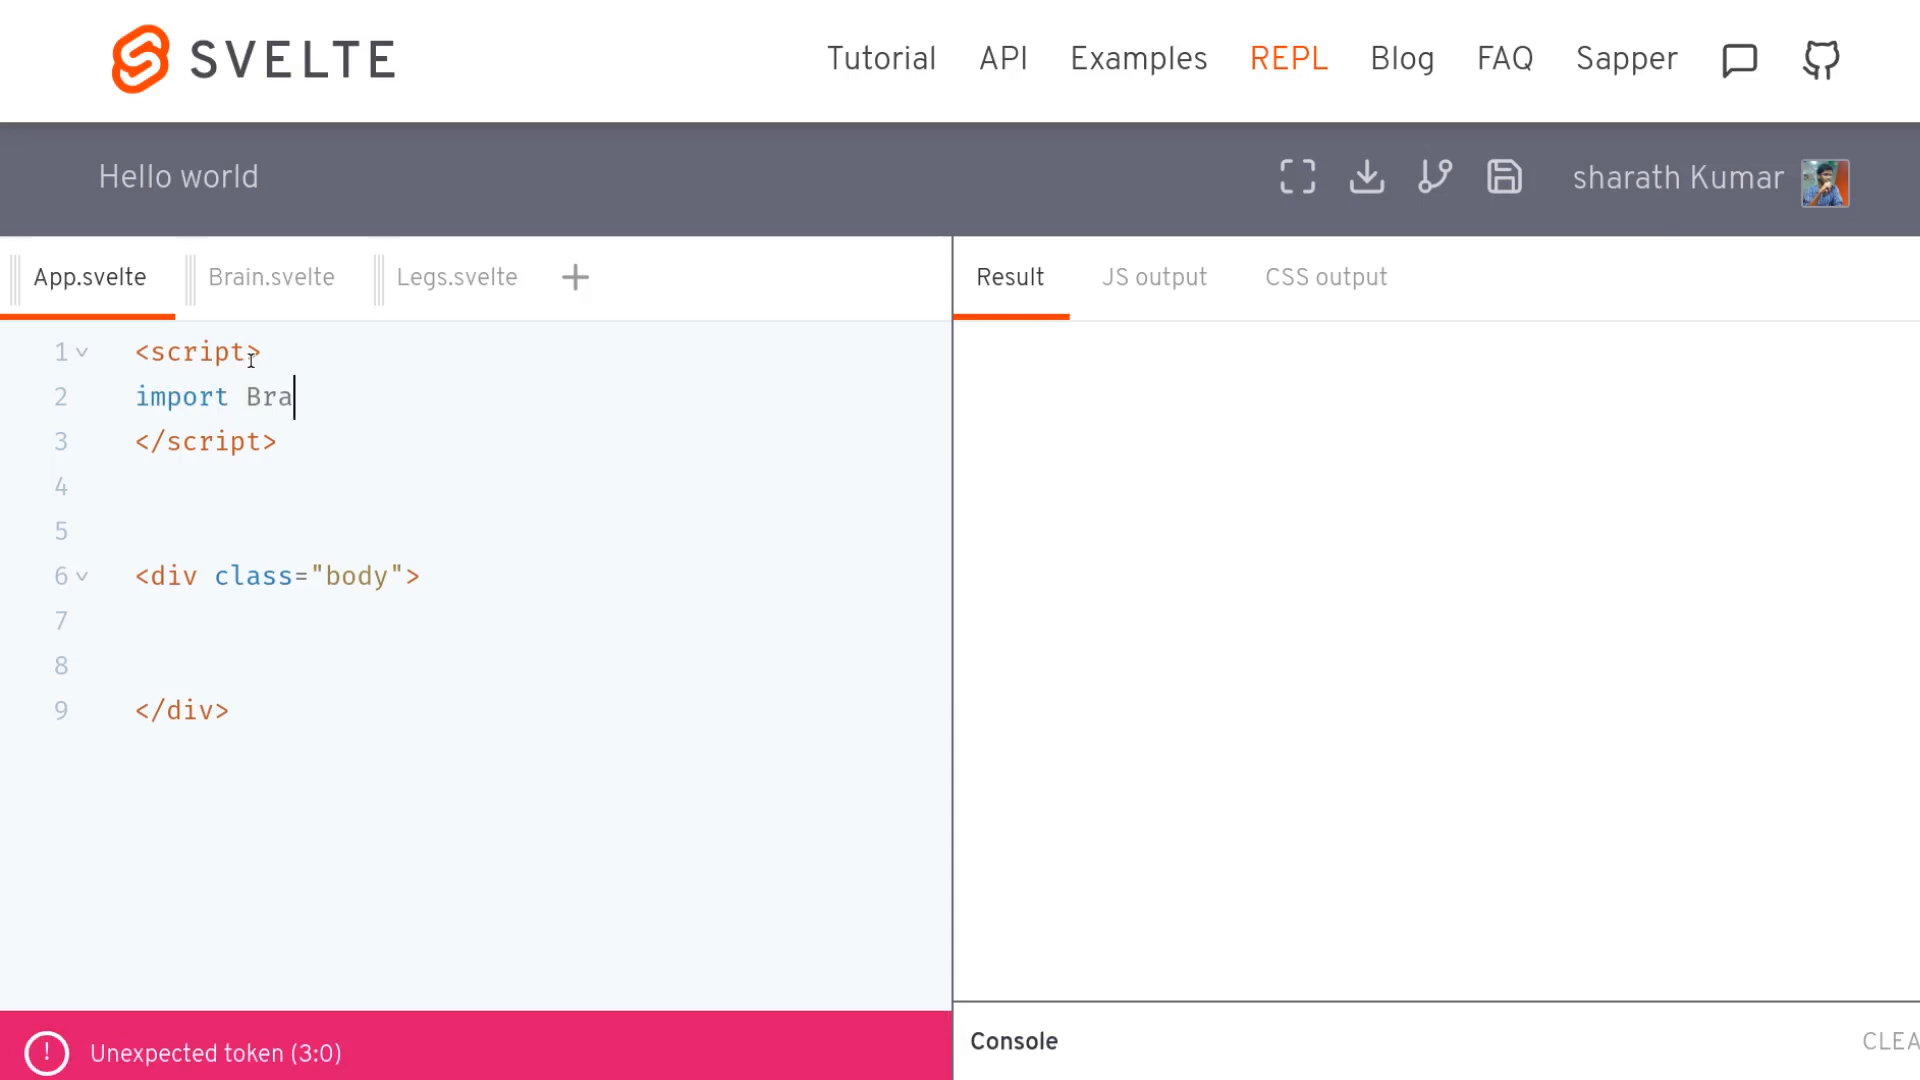 SVELTE
Tutorial API Examples REPL Blog FAQ Sapper
Hello world
sharath Kumar
App.svelte Brain.svelte Legs.svelte +
Result JS output CSS output
1 <script>
2 import Bra
3 </script>
4
5
6 <div class="body">
7
8
9 </div>
! Unexpected token (3:0)
Console
CLEA